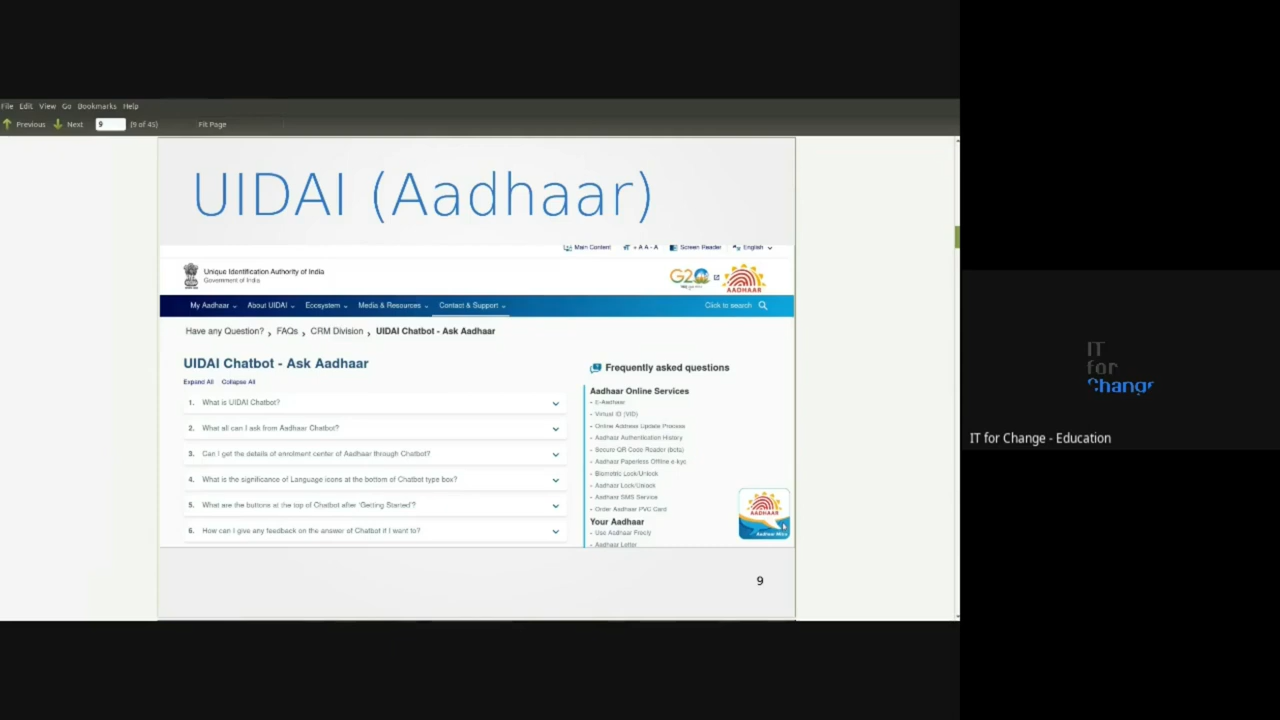 File Edit View Go Bookmarks Help
Previous Next 9 (9 of 45) Fit Page
UIDAI (Aadhaar)
Main Content + A A - A Screen Reader English
Unique Identification Authority of India
Government of India
G20
AADHAAR
My Aadhaar About UIDAI Ecosystem Media & Resources Contact & Support Click to search
Have any Question? FAQs CRM Division UIDAI Chatbot - Ask Aadhaar
UIDAI Chatbot - Ask Aadhaar
Expand All Collapse All
1. What is UIDAI Chatbot?
2. What all can I ask from Aadhaar Chatbot?
3. Can I get the details of enrolment center of Aadhaar through Chatbot?
4. What is the significance of Language icons at the bottom of Chatbot type box?
5. What are the buttons at the top of Chatbot after 'Getting Started'?
6. How can I give any feedback on the answer of Chatbot if I want to?
Frequently asked questions
Aadhaar Online Services
E-Aadhaar
Virtual ID (VID)
Online Address Update Process
Aadhaar Authentication History
Secure QR Code Reader (beta)
Aadhaar Paperless Offline e-kyc
Biometric Lock/Unlock
Aadhaar Lock/Unlock
Aadhaar SMS Service
Order Aadhaar PVC Card
Your Aadhaar
Use Aadhaar Freely
Aadhaar Letter
AADHAAR
Aadhaar Mitra
9
IT
for
Change
IT for Change - Education